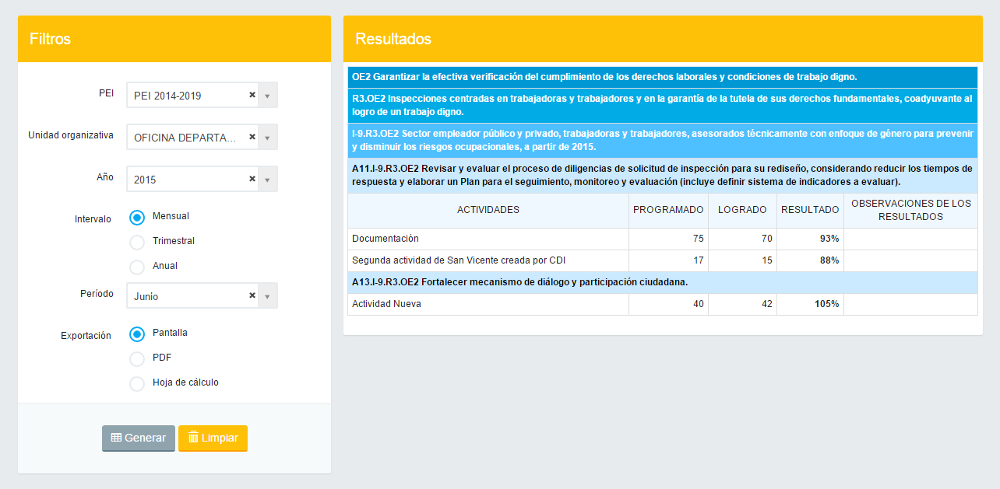 Filtros
PEI
PEI 2014-2019
Unidad organizativa
OFICINA DEPARTA...
Año
2015
Intervalo
Mensual
Trimestral
Anual
Período
Junio
Exportación
Pantalla
PDF
Hoja de cálculo
Generar
Limpiar
Resultados
OE2 Garantizar la efectiva verificación del cumplimiento de los derechos laborales y condiciones de trabajo digno.
R3.OE2 Inspecciones centradas en trabajadoras y trabajadores y en la garantía de la tutela de sus derechos fundamentales, coadyuvante al
logro de un trabajo digno.
I-9.R3.OE2 Sector empleador público y privado, trabajadoras y trabajadores, asesorados técnicamente con enfoque de género para prevenir
y disminuir los riesgos ocupacionales, a partir de 2015.
A11.I-9.R3.OE2 Revisar y evaluar el proceso de diligencias de solicitud de inspección para su rediseño, considerando reducir los tiempos de
respuesta y elaborar un Plan para el seguimiento, monitoreo y evaluación (incluye definir sistema de indicadores a evaluar).
ACTIVIDADES PROGRAMADO LOGRADO RESULTADO OBSERVACIONES DE LOS
RESULTADOS
Documentación 75 70 93%
Segunda actividad de San Vicente creada por CDI 17 15 88%
A13.I-9.R3.OE2 Fortalecer mecanismo de diálogo y participación ciudadana.
Actividad Nueva 40 42 105%